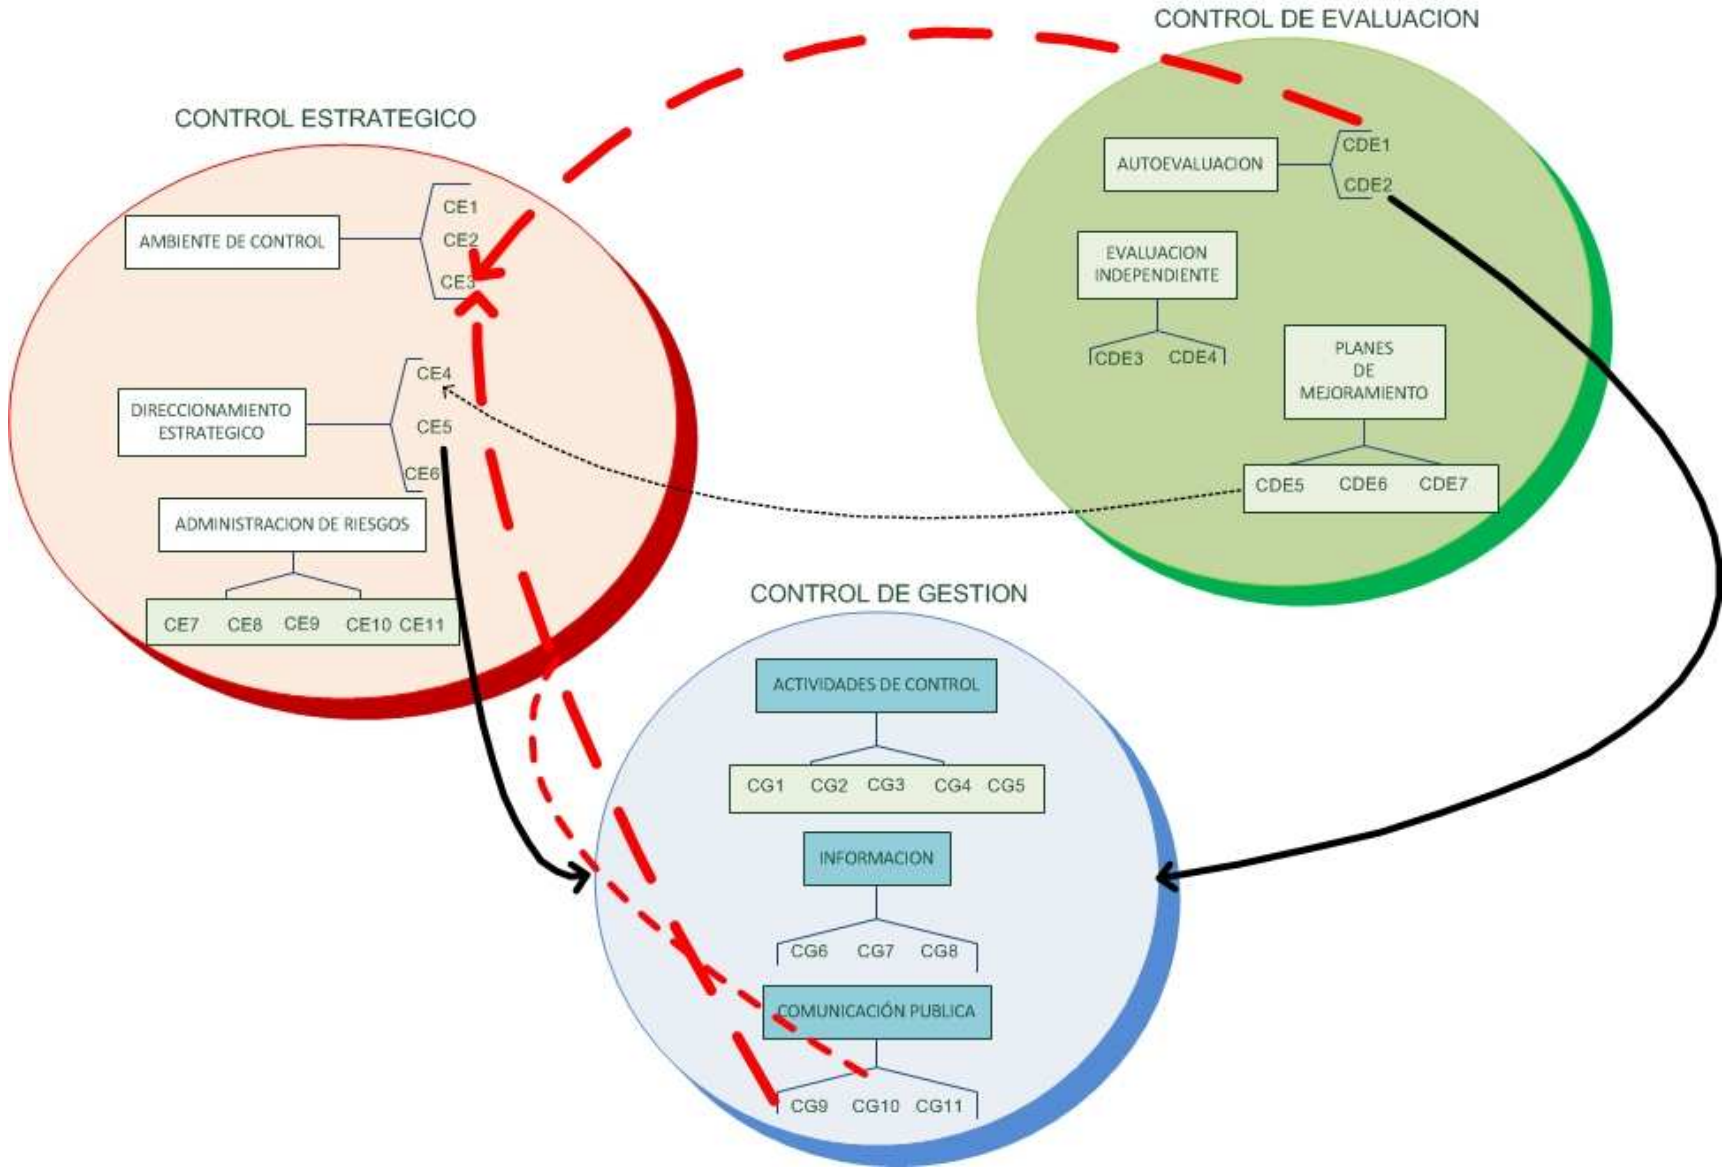 CONTROL ESTRATEGICO
AMBIENTE DE CONTROL
CE1
CE2
CE3
DIRECCIONAMIENTO
ESTRATEGICO
CE4
CE5
CE6
ADMINISTRACION DE RIESGOS
CE7 CE8 CE9 CE10 CE11
CONTROL DE EVALUACION
AUTOEVALUACION
CDE1
CDE2
EVALUACION
INDEPENDIENTE
CDE3 CDE4
PLANES
DE
MEJORAMIENTO
CDE5 CDE6 CDE7
CONTROL DE GESTION
ACTIVIDADES DE CONTROL
CG1 CG2 CG3 CG4 CG5
INFORMACION
CG6 CG7 CG8
COMUNICACIÓN PUBLICA
CG9 CG10 CG11